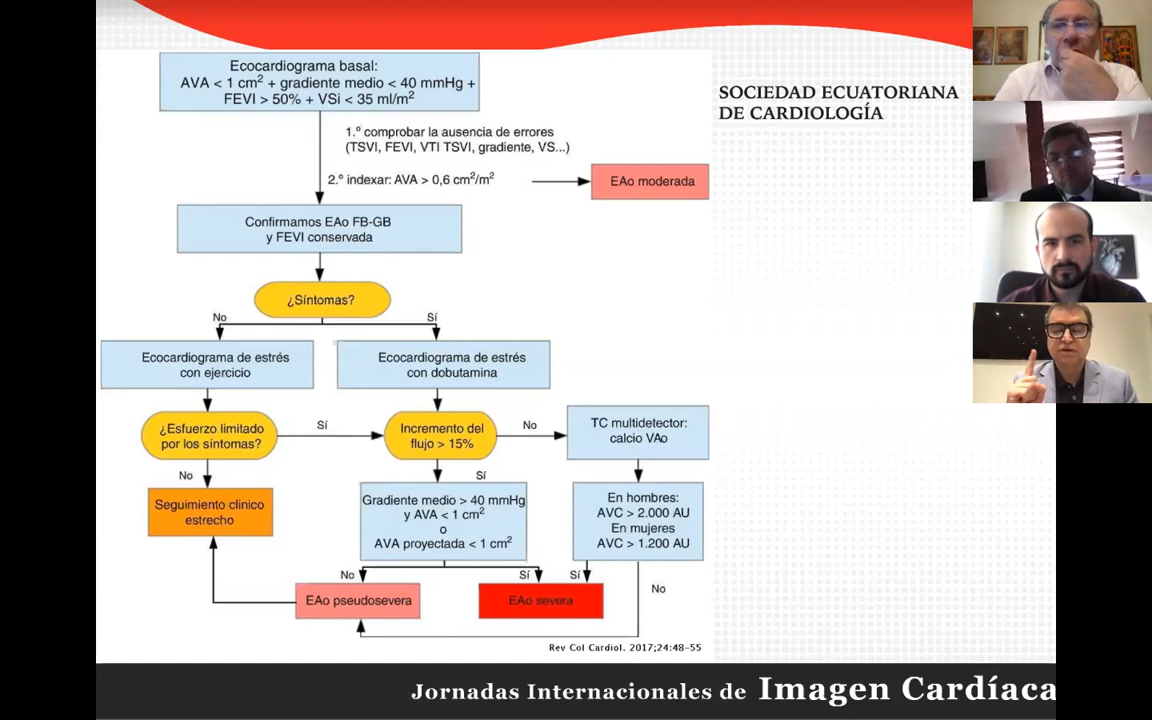 Ecocardiograma basal:
AVA < 1 cm² + gradiente medio < 40 mmHg +
FEVI > 50% + VSi < 35 ml/m²
SOCIEDAD ECUATORIANA
DE CARDIOLOGÍA
1.º comprobar la ausencia de errores
(TSVI, FEVI, VTI TSVI, gradiente, VS...)
2.º indexar: AVA > 0,6 cm²/m²
EAo moderada
Confirmamos EAo FB-GB
y FEVI conservada
¿Síntomas?
No
Sí
Ecocardiograma de estrés
con ejercicio
Ecocardiograma de estrés
con dobutamina
¿Esfuerzo limitado
por los síntomas?
Sí
Incremento del
flujo > 15%
No
TC multidetector:
calcio VAo
No
Sí
Seguimiento clinico
estrecho
Gradiente medio > 40 mmHg
y AVA < 1 cm²
o
AVA proyectada < 1 cm²
En hombres:
AVC > 2.000 AU
En mujeres
AVC > 1.200 AU
No
Sí
Sí
No
EAo pseudosevera
EAo severa
Rev Col Cardiol. 2017;24:48–55
Jornadas Internacionales de Imagen Cardíaca